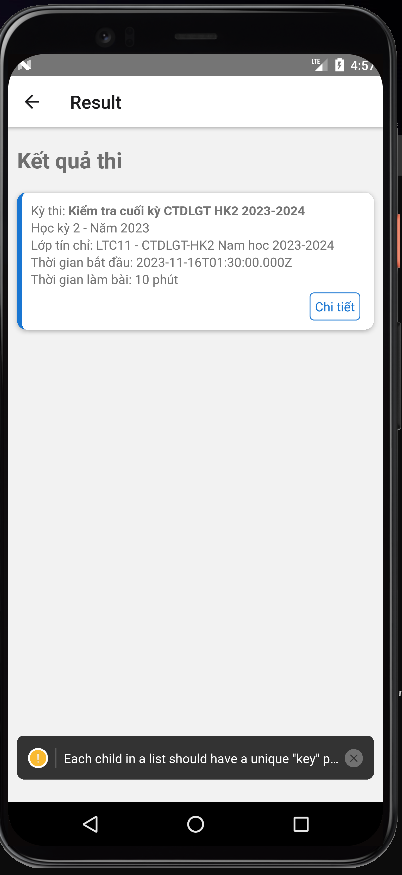 LTE 4:57
Result
Kết quả thi
Kỳ thi: Kiểm tra cuối kỳ CTDLGT HK2 2023-2024
Học kỳ 2 - Năm 2023
Lớp tín chỉ: LTC11 - CTDLGT-HK2 Nam hoc 2023-2024
Thời gian bắt đầu: 2023-11-16T01:30:00.000Z
Thời gian làm bài: 10 phút
Chi tiết
Each child in a list should have a unique "key" p...